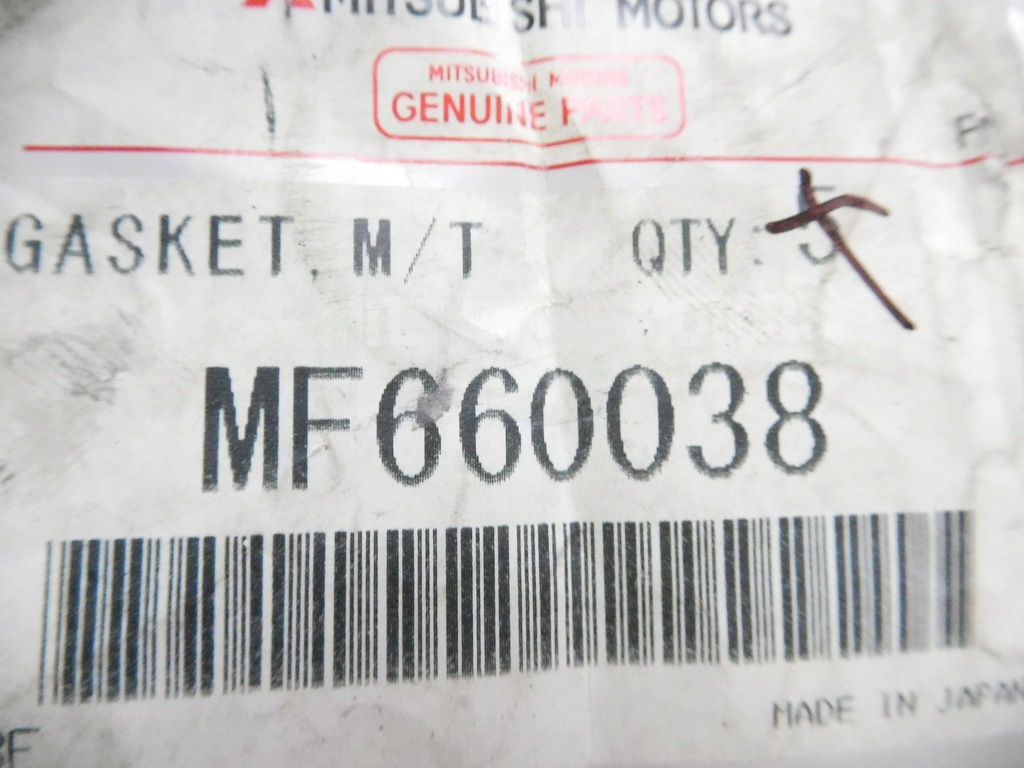 MITSUBISHI MOTORS
MITSUBISHI MOTORS
GENUINE PARTS
GASKET, M/T QTY: 5
MF660038
MADE IN JAPAN